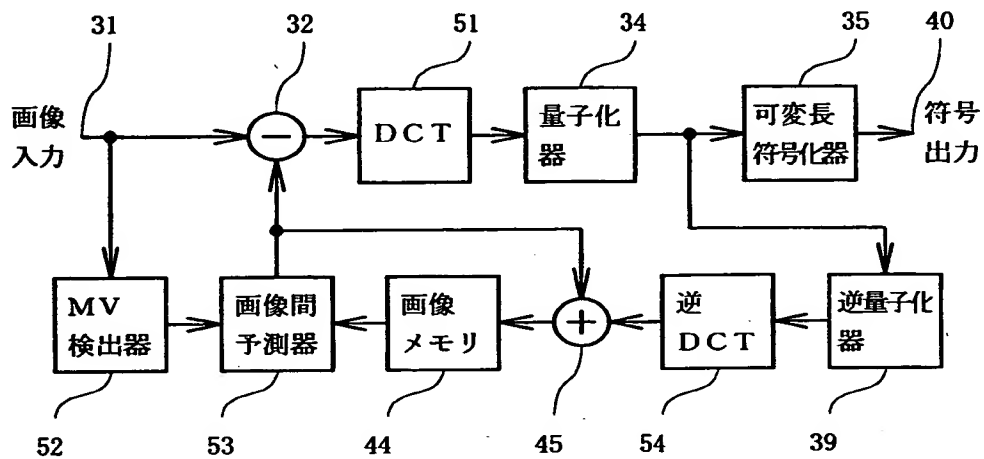 31
32
51
34
35
40
画像
入力
−
DCT
量子化
器
可変長
符号化器
符号
出力
MV
検出器
画像間
予測器
画像
メモリ
+
逆
DCT
逆量子化
器
52
53
44
45
54
39